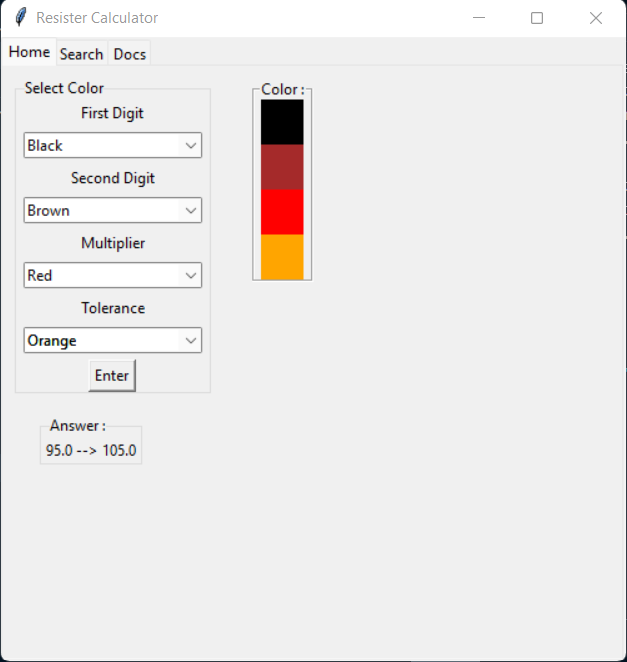 Resister Calculator
Home Search Docs
Select Color
First Digit
Black
Second Digit
Brown
Multiplier
Red
Tolerance
Orange
Enter
Color :
Answer :
95.0 --> 105.0